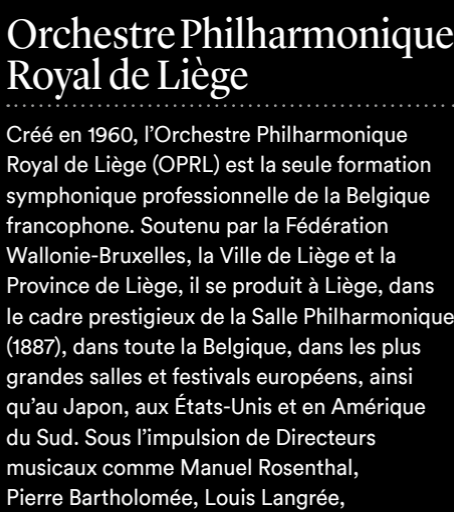 Orchestre Philharmonique
Royal de Liège
Créé en 1960, l’Orchestre Philharmonique
Royal de Liège (OPRL) est la seule formation
symphonique professionnelle de la Belgique
francophone. Soutenu par la Fédération
Wallonie-Bruxelles, la Ville de Liège et la
Province de Liège, il se produit à Liège, dans
le cadre prestigieux de la Salle Philharmonique
(1887), dans toute la Belgique, dans les plus
grandes salles et festivals européens, ainsi
qu’au Japon, aux États-Unis et en Amérique
du Sud. Sous l’impulsion de Directeurs
musicaux comme Manuel Rosenthal,
Pierre Bartholomée, Louis Langrée,